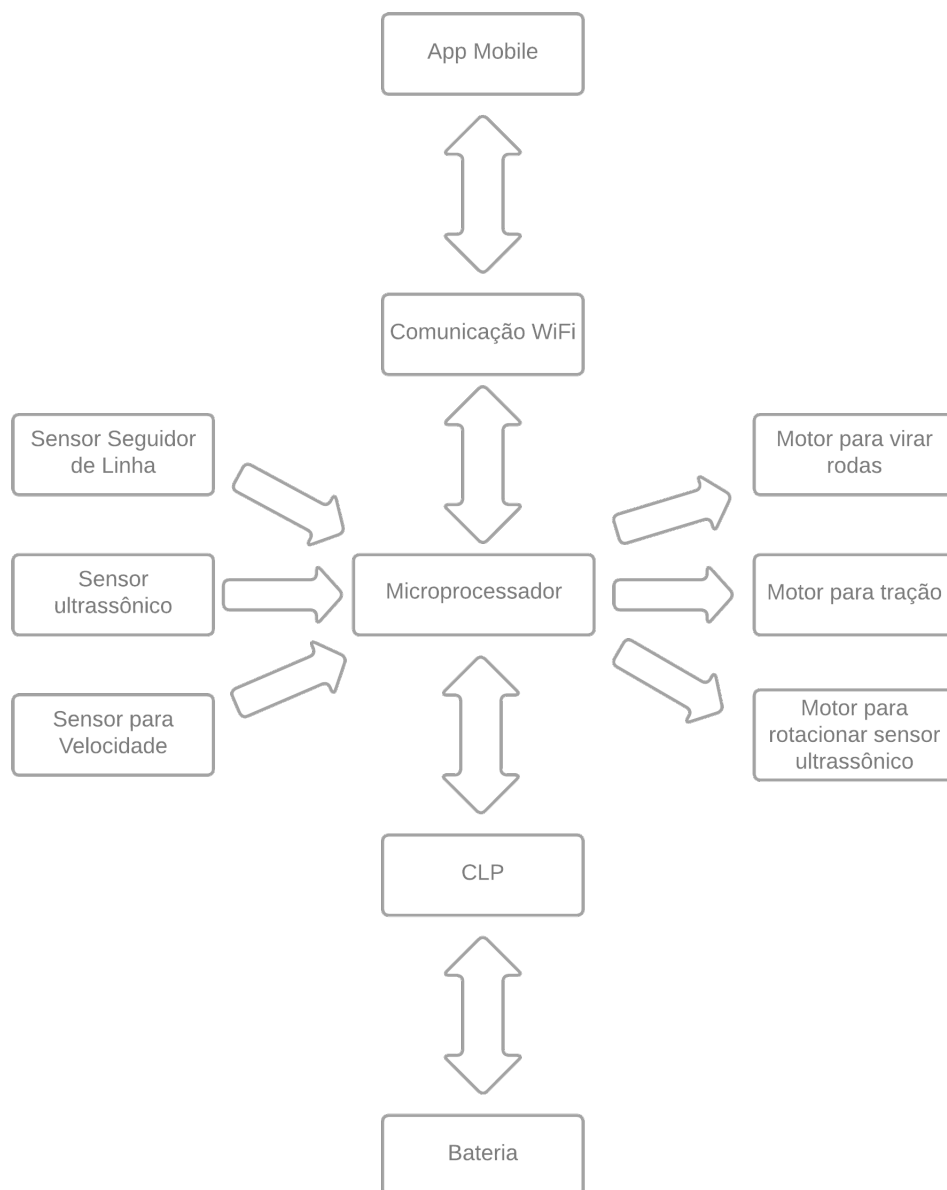 App Mobile
Comunicação WiFi
Sensor Seguidor
de Linha
Motor para virar
rodas
Sensor
ultrassônico
Microprocessador
Motor para tração
Sensor para
Velocidade
Motor para
rotacionar sensor
ultrassônico
CLP
Bateria